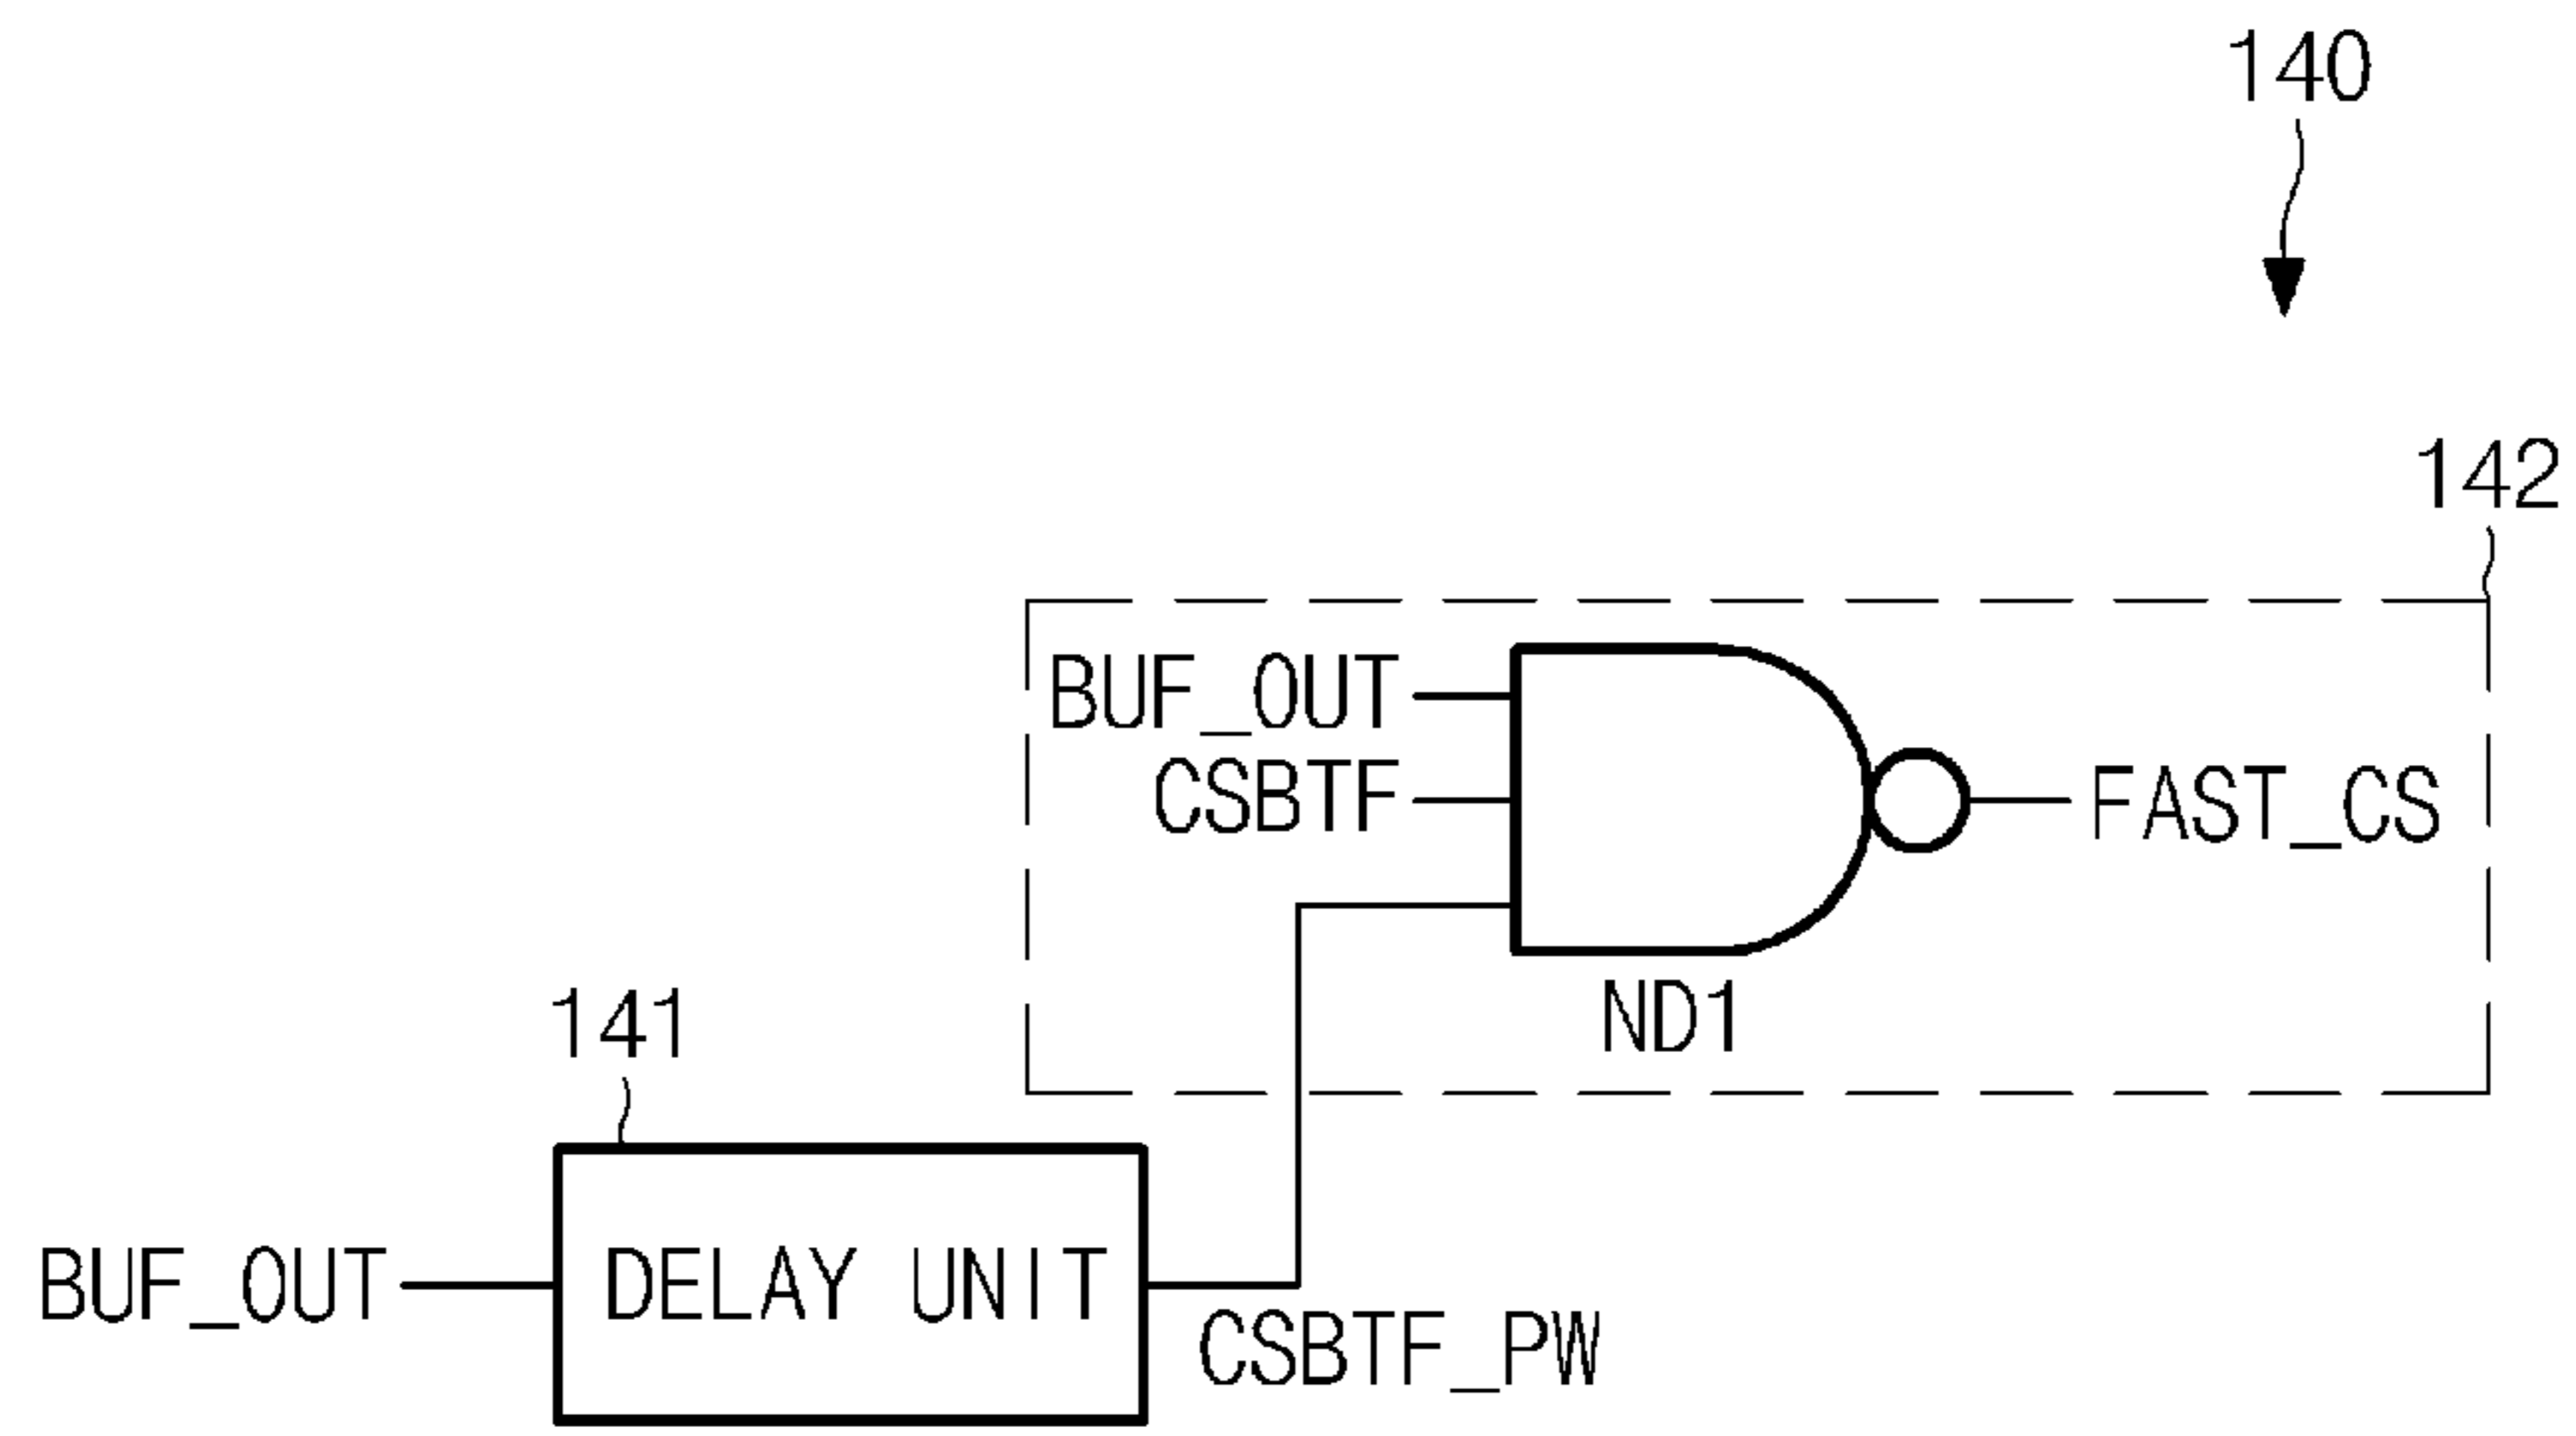 140
142
BUF_OUT
CSBTF
FAST_CS
ND1
141
BUF_OUT
DELAY UNIT
CSBTF_PW